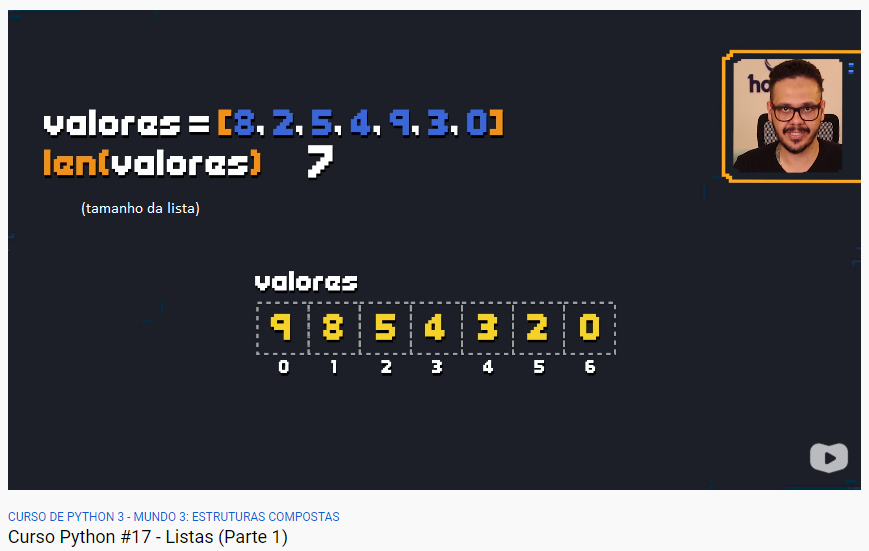 valores = [8, 2, 5, 4, 9, 3, 0]
len(valores) 7
(tamanho da lista)
valores
9 8 5 4 3 2 0
0 1 2 3 4 5 6
CURSO DE PYTHON 3 - MUNDO 3: ESTRUTURAS COMPOSTAS
Curso Python #17 - Listas (Parte 1)